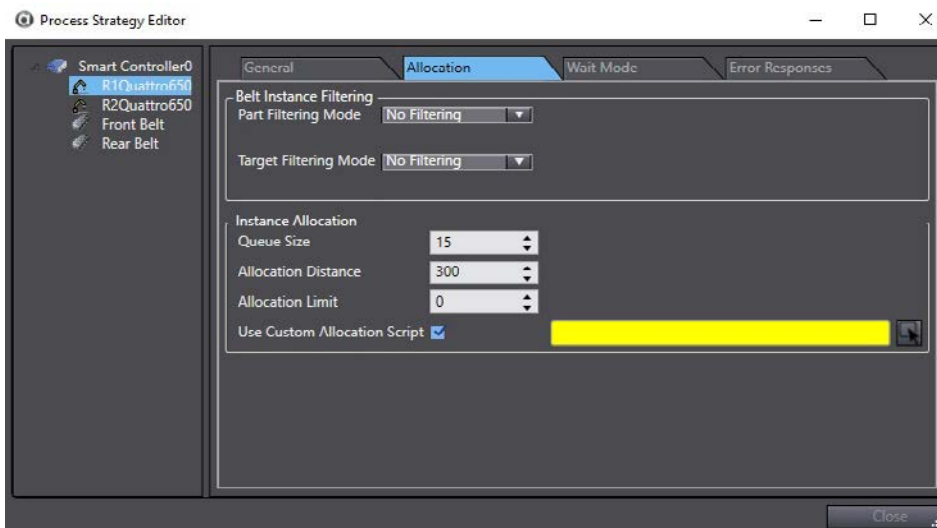 Process Strategy Editor
Smart Controller0
R1Quattro650
R2Quattro650
Front Belt
Rear Belt
General
Allocation
Wait Mode
Error Responses
Belt Instance Filtering
Part Filtering Mode No Filtering
Target Filtering Mode No Filtering
Instance Allocation
Queue Size 15
Allocation Distance 300
Allocation Limit 0
Use Custom Allocation Script
Close